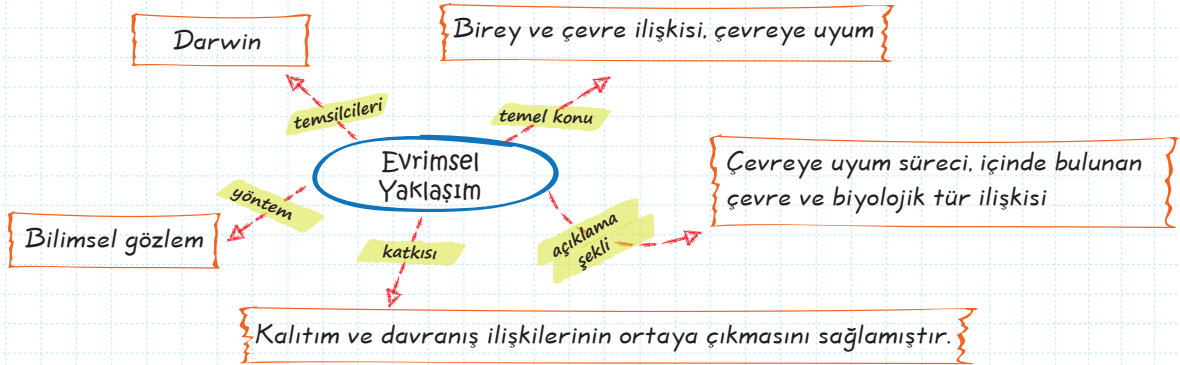 Darwin
Birey ve çevre ilişkisi, çevreye uyum
temsilcileri
temel konu
Evrimsel
Yaklaşım
Çevreye uyum süreci, içinde bulunan
çevre ve biyolojik tür ilişkisi
yöntem
Bilimsel gözlem
katkısı
açıklama
şekli
Kalıtım ve davranış ilişkilerinin ortaya çıkmasını sağlamıştır.